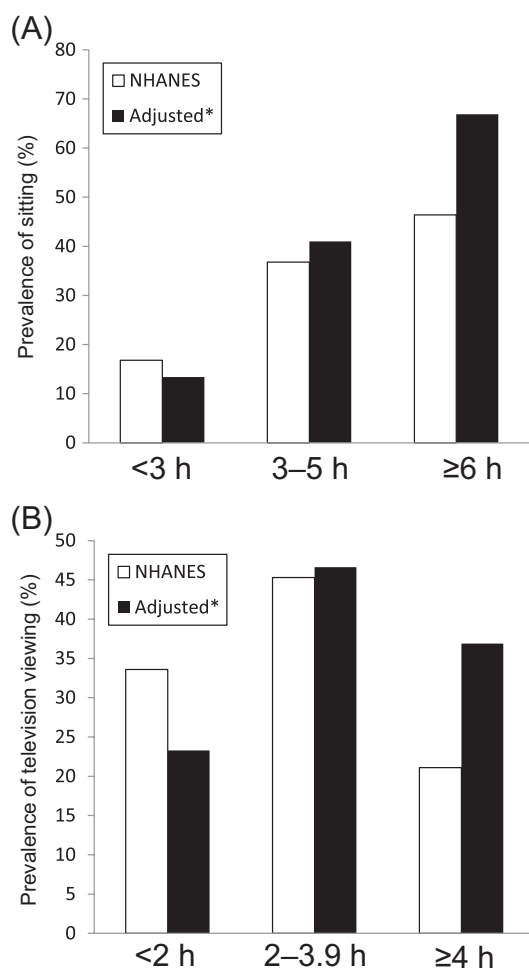 (A)
80
70
60
50
40
30
20
10
0
Prevalence of sitting (%)
NHANES
Adjusted*
<3 h
3–5 h
≥6 h
(B)
50
45
40
35
30
25
20
15
10
5
0
Prevalence of television viewing (%)
NHANES
Adjusted*
<2 h
2–3.9 h
≥4 h